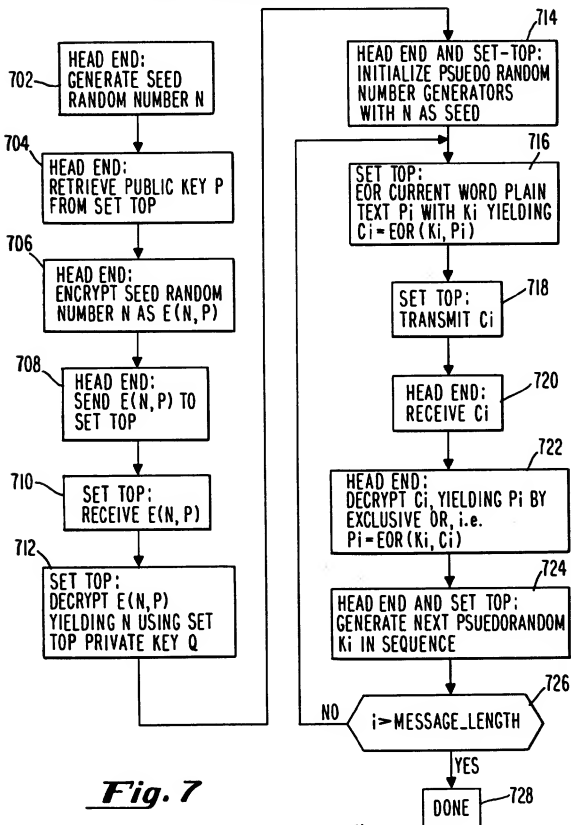 702
HEAD END:
GENERATE SEED
RANDOM NUMBER N
704
HEAD END:
RETRIEVE PUBLIC KEY P
FROM SET TOP
706
HEAD END:
ENCRYPT SEED RANDOM
NUMBER N AS E(N,P)
708
HEAD END:
SEND E(N,P) TO
SET TOP
710
SET TOP:
RECEIVE E(N,P)
712
SET TOP:
DECRYPT E(N,P)
YIELDING N USING SET
TOP PRIVATE KEY Q
714
HEAD END AND SET-TOP:
INITIALIZE PSUEDO RANDOM
NUMBER GENERATORS
WITH N AS SEED
716
SET TOP:
EOR CURRENT WORD PLAIN
TEXT Pi WITH Ki YIELDING
Ci=EOR(Ki,Pi)
718
SET TOP:
TRANSMIT Ci
720
HEAD END:
RECEIVE Ci
722
HEAD END:
DECRYPT Ci, YIELDING Pi BY
EXCLUSIVE OR, i.e.
Pi=EOR(Ki,Ci)
724
HEAD END AND SET TOP:
GENERATE NEXT PSUEDORANDOM
Ki IN SEQUENCE
726
i>MESSAGE_LENGTH
NO
YES
728
DONE
Fig. 7